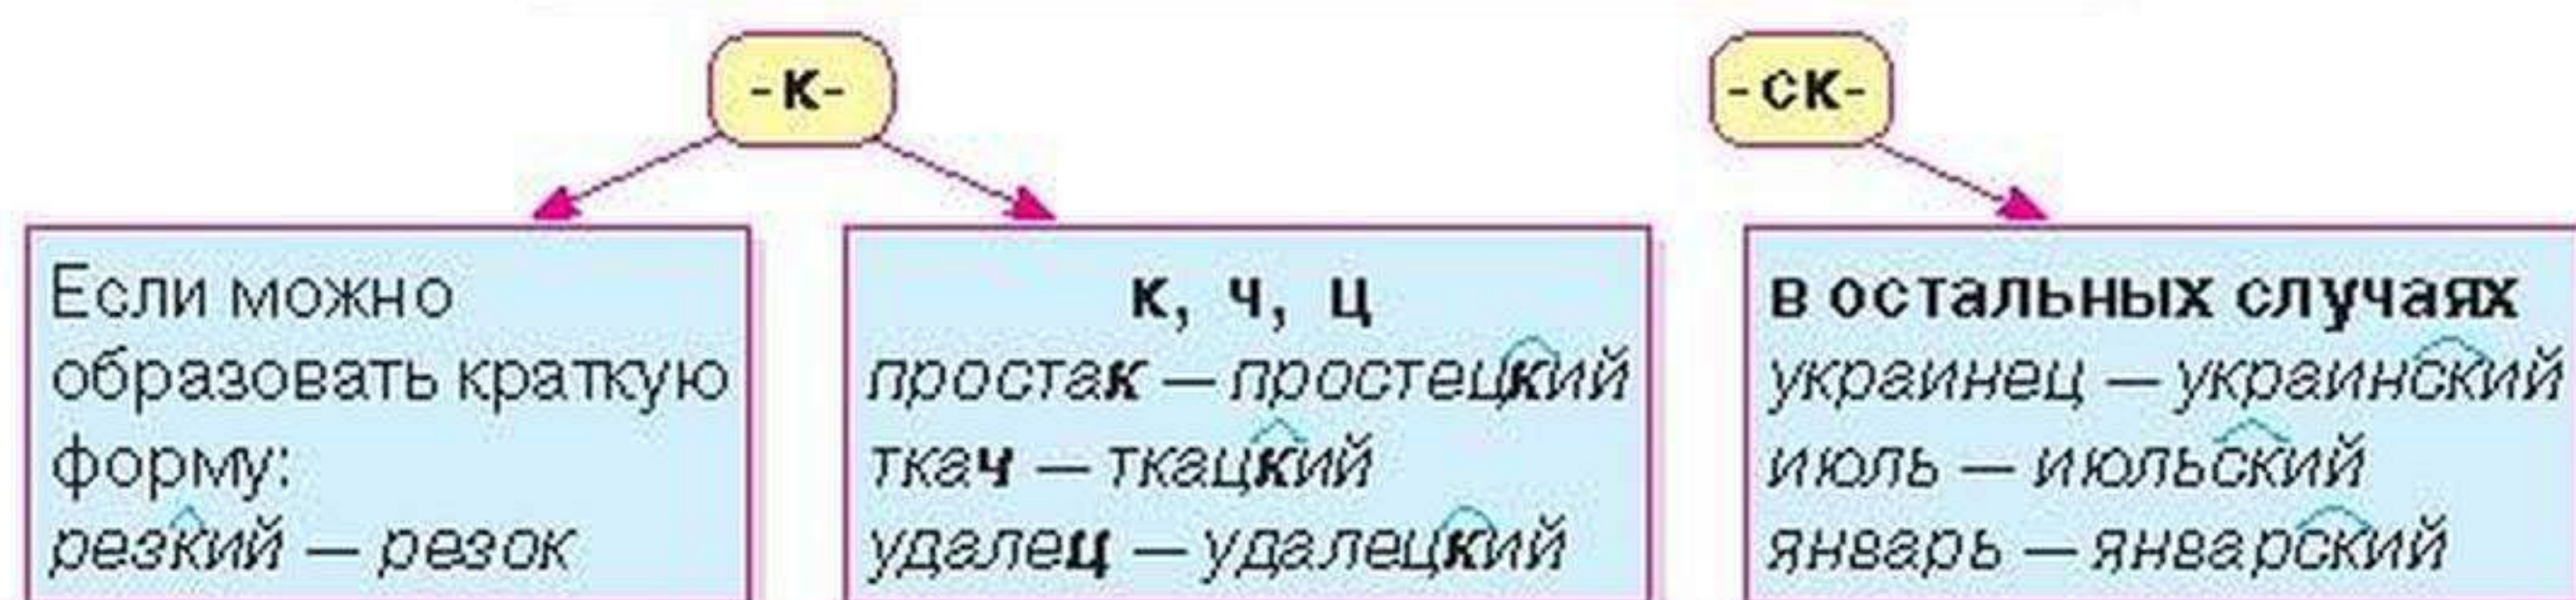 -к-
-ск-
Если можно
образовать краткую
форму:
резкий — резок
к, ч, ц
простак — простецкий
ткач — ткацкий
удалец — удалецкий
в остальных случаях
украинец — украинский
июль — июльский
январь — январский